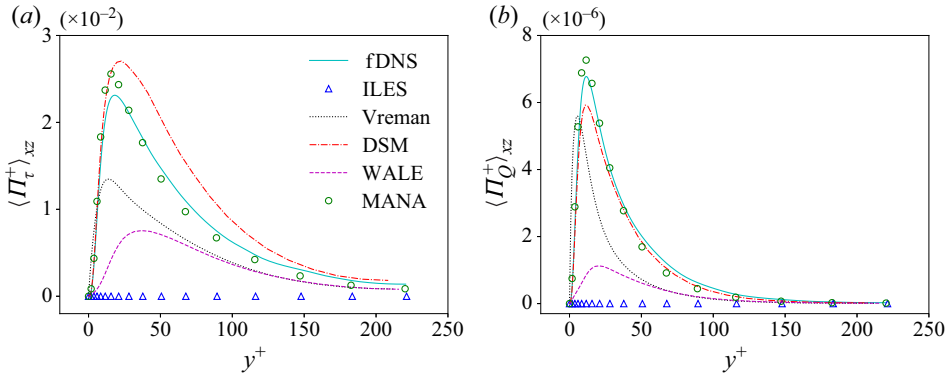 (a) (×10−2)
⟨Π_τ^+⟩_xz
3
2
1
0
0 50 100 150 200 250
y+
fDNS
ILES
Vreman
DSM
WALE
MANA
(b) (×10−6)
⟨Π_Q^+⟩_xz
8
6
4
2
0
0 50 100 150 200 250
y+